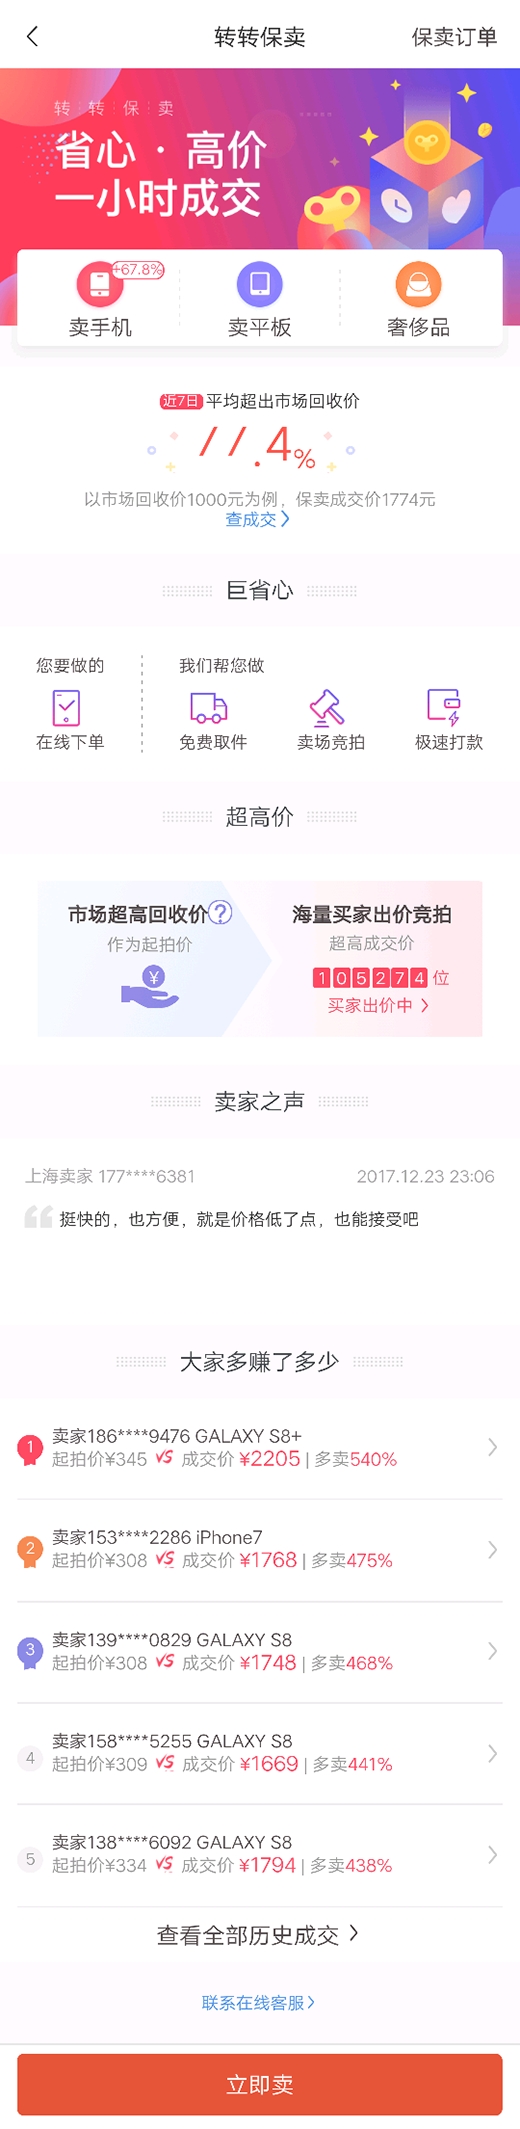 转转保卖
保卖订单
转转保卖
省心·高价
一小时成交
+67.8%
卖手机
卖平板
奢侈品
近7日 平均超出市场回收价
77.4%
以市场回收价1000元为例，保卖成交价1774元
查成交
巨省心
您要做的
我们帮您做
在线下单
免费取件
卖场竞拍
极速打款
超高价
市场超高回收价?
作为起拍价
¥
海量买家出价竞拍
超高成交价
105274位
买家出价中
卖家之声
上海卖家 177****6381
2017.12.23 23:06
挺快的，也方便，就是价格低了点，也能接受吧
大家多赚了多少
1
卖家186****9476 GALAXY S8+
起拍价¥345 VS 成交价 ¥2205 | 多卖540%
2
卖家153****2286 iPhone7
起拍价¥308 VS 成交价 ¥1768 | 多卖475%
3
卖家139****0829 GALAXY S8
起拍价¥308 VS 成交价 ¥1748 | 多卖468%
4
卖家158****5255 GALAXY S8
起拍价¥309 VS 成交价 ¥1669 | 多卖441%
5
卖家138****6092 GALAXY S8
起拍价¥334 VS 成交价 ¥1794 | 多卖438%
查看全部历史成交
联系在线客服
立即卖